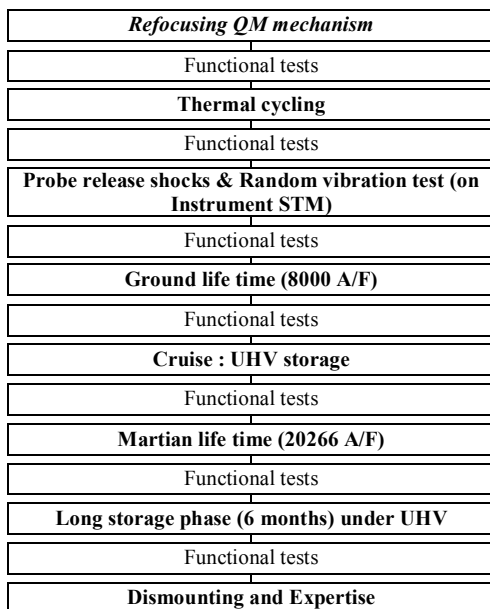 Refocusing QM mechanism
Functional tests
Thermal cycling
Functional tests
Probe release shocks & Random vibration test (on
Instrument STM)
Functional tests
Ground life time (8000 A/F)
Functional tests
Cruise : UHV storage
Functional tests
Martian life time (20266 A/F)
Functional tests
Long storage phase (6 months) under UHV
Functional tests
Dismounting and Expertise